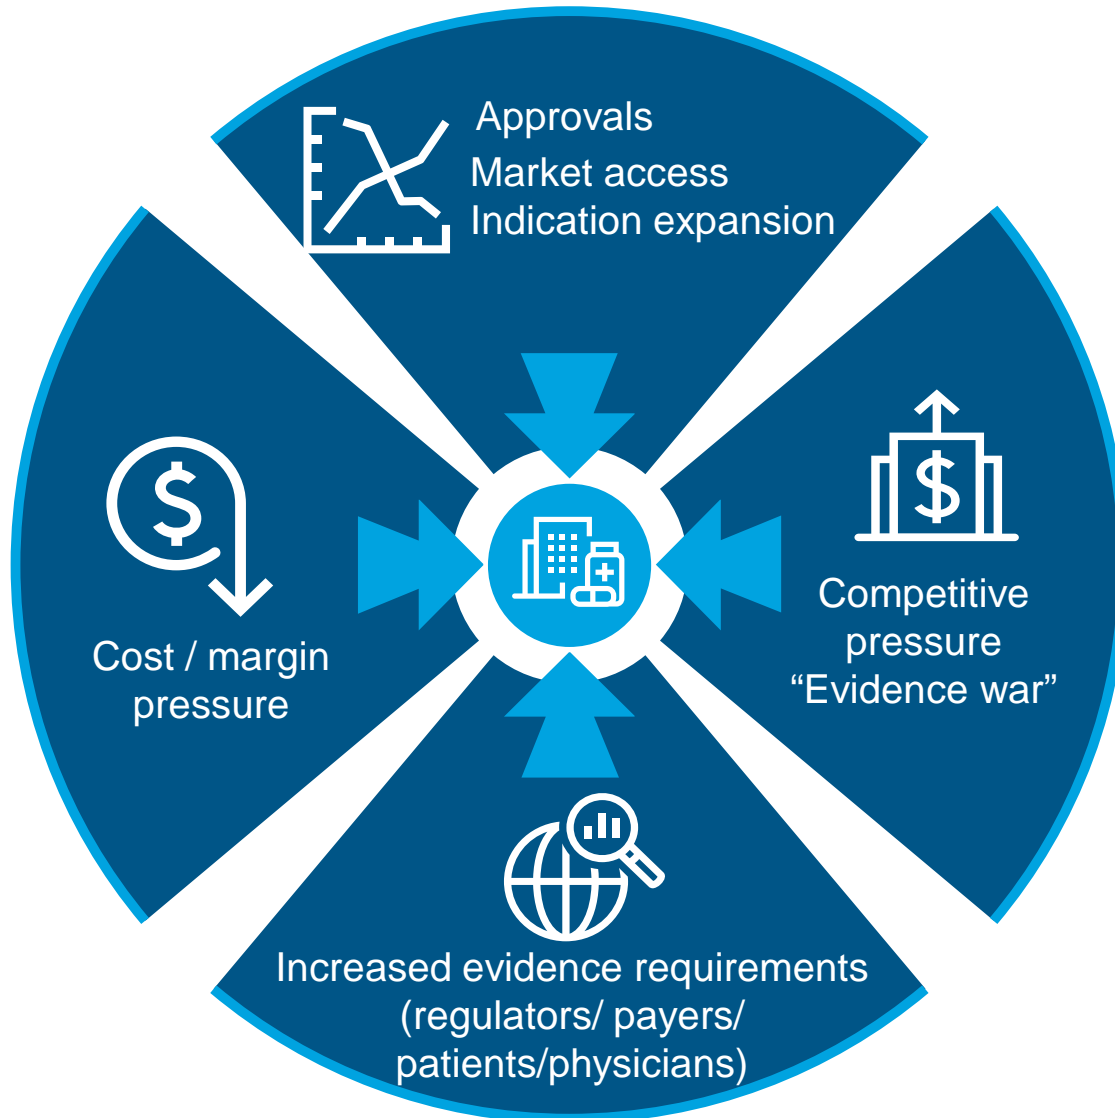 Approvals
Market access
Indication expansion
Cost / margin
pressure
Competitive
pressure
“Evidence war”
Increased evidence requirements
(regulators/ payers/
patients/physicians)